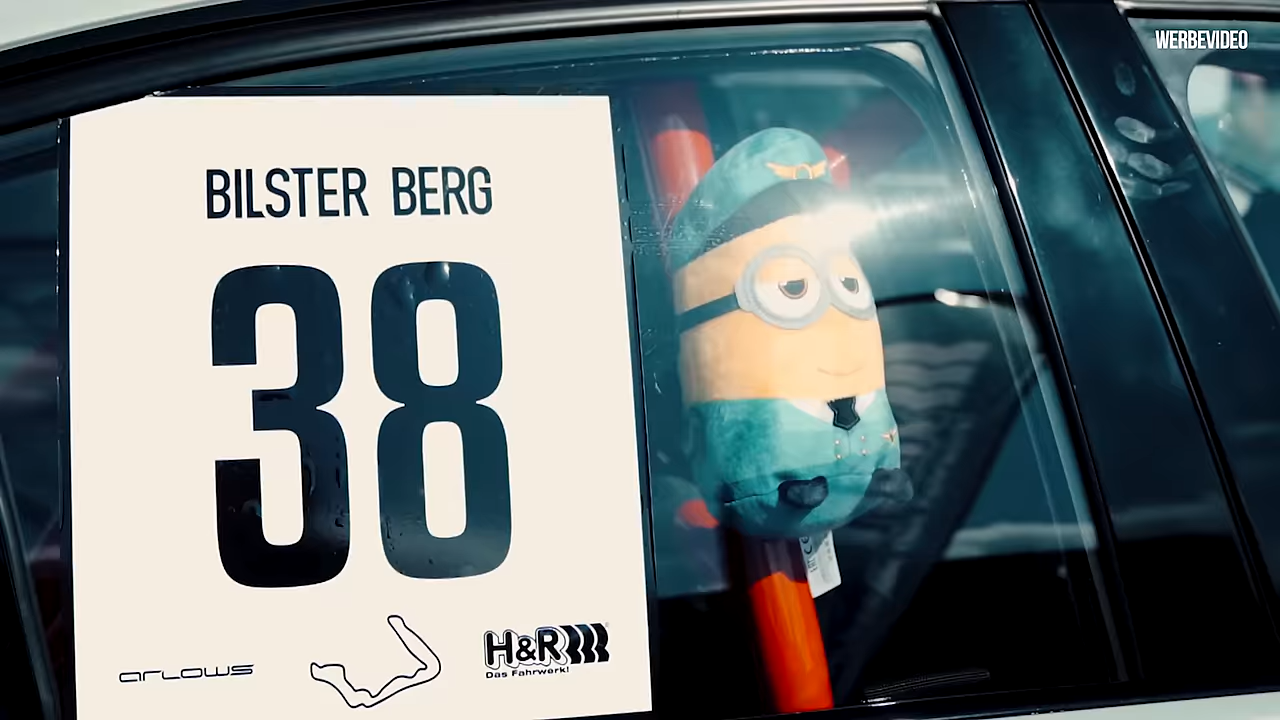 WERBEVIDEO
BILSTER BERG
38
arlows
H&R
Das Fahrwerk!